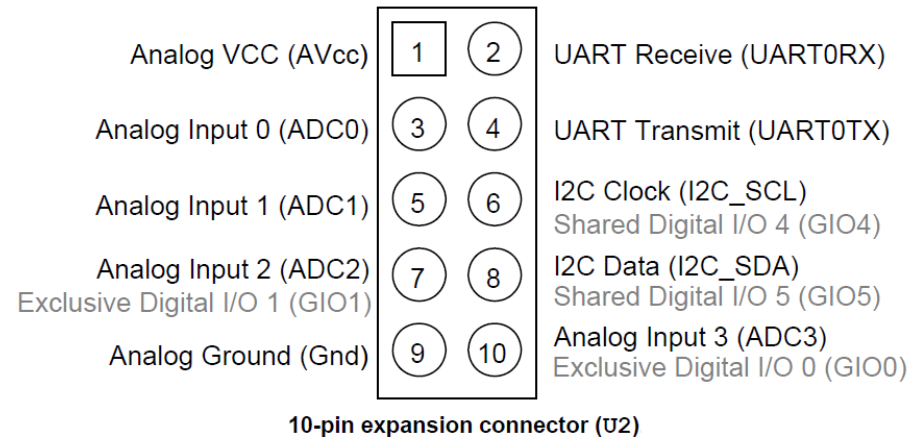 Analog VCC (AVcc) 1 2 UART Receive (UART0RX)
Analog Input 0 (ADC0) 3 4 UART Transmit (UART0TX)
Analog Input 1 (ADC1) 5 6 I2C Clock (I2C_SCL)
Shared Digital I/O 4 (GIO4)
Analog Input 2 (ADC2) 7 8 I2C Data (I2C_SDA)
Exclusive Digital I/O 1 (GIO1) Shared Digital I/O 5 (GIO5)
Analog Ground (Gnd) 9 10 Analog Input 3 (ADC3)
Exclusive Digital I/O 0 (GIO0)
10-pin expansion connector (U2)